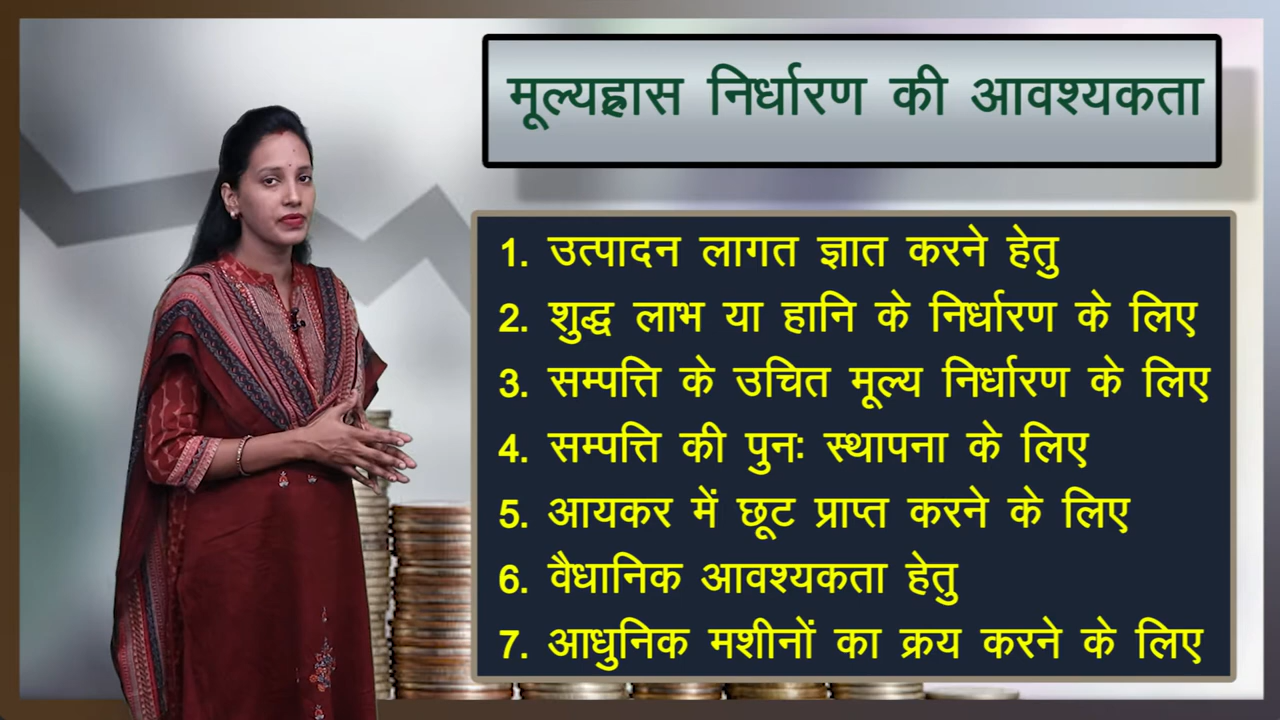 मूल्यह्रास निर्धारण की आवश्यकता
1. उत्पादन लागत ज्ञात करने हेतु
2. शुद्ध लाभ या हानि के निर्धारण के लिए
3. सम्पत्ति के उचित मूल्य निर्धारण के लिए
4. सम्पत्ति की पुनः स्थापना के लिए
5. आयकर में छूट प्राप्त करने के लिए
6. वैधानिक आवश्यकता हेतु
7. आधुनिक मशीनों का क्रय करने के लिए